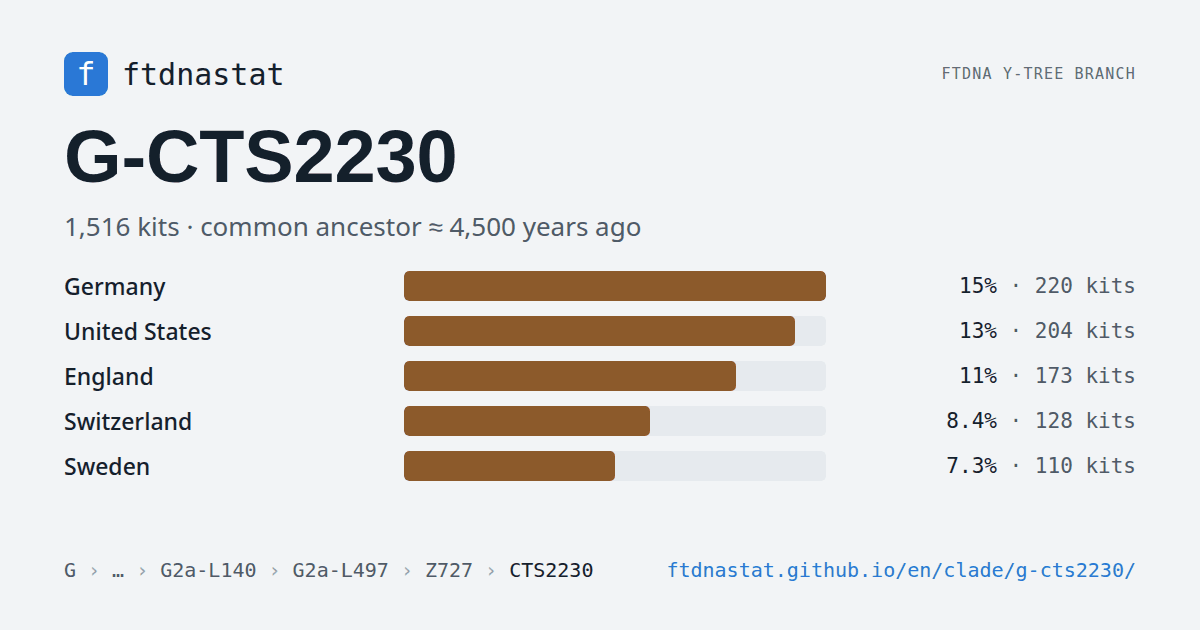 f ftdnastat
FTDNA Y-TREE BRANCH
G-CTS2230
1,516 kits · common ancestor ≈ 4,500 years ago
Germany 15% · 220 kits
United States 13% · 204 kits
England 11% · 173 kits
Switzerland 8.4% · 128 kits
Sweden 7.3% · 110 kits
G › … › G2a-L140 › G2a-L497 › Z727 › CTS2230
ftdnastat.github.io/en/clade/g-cts2230/